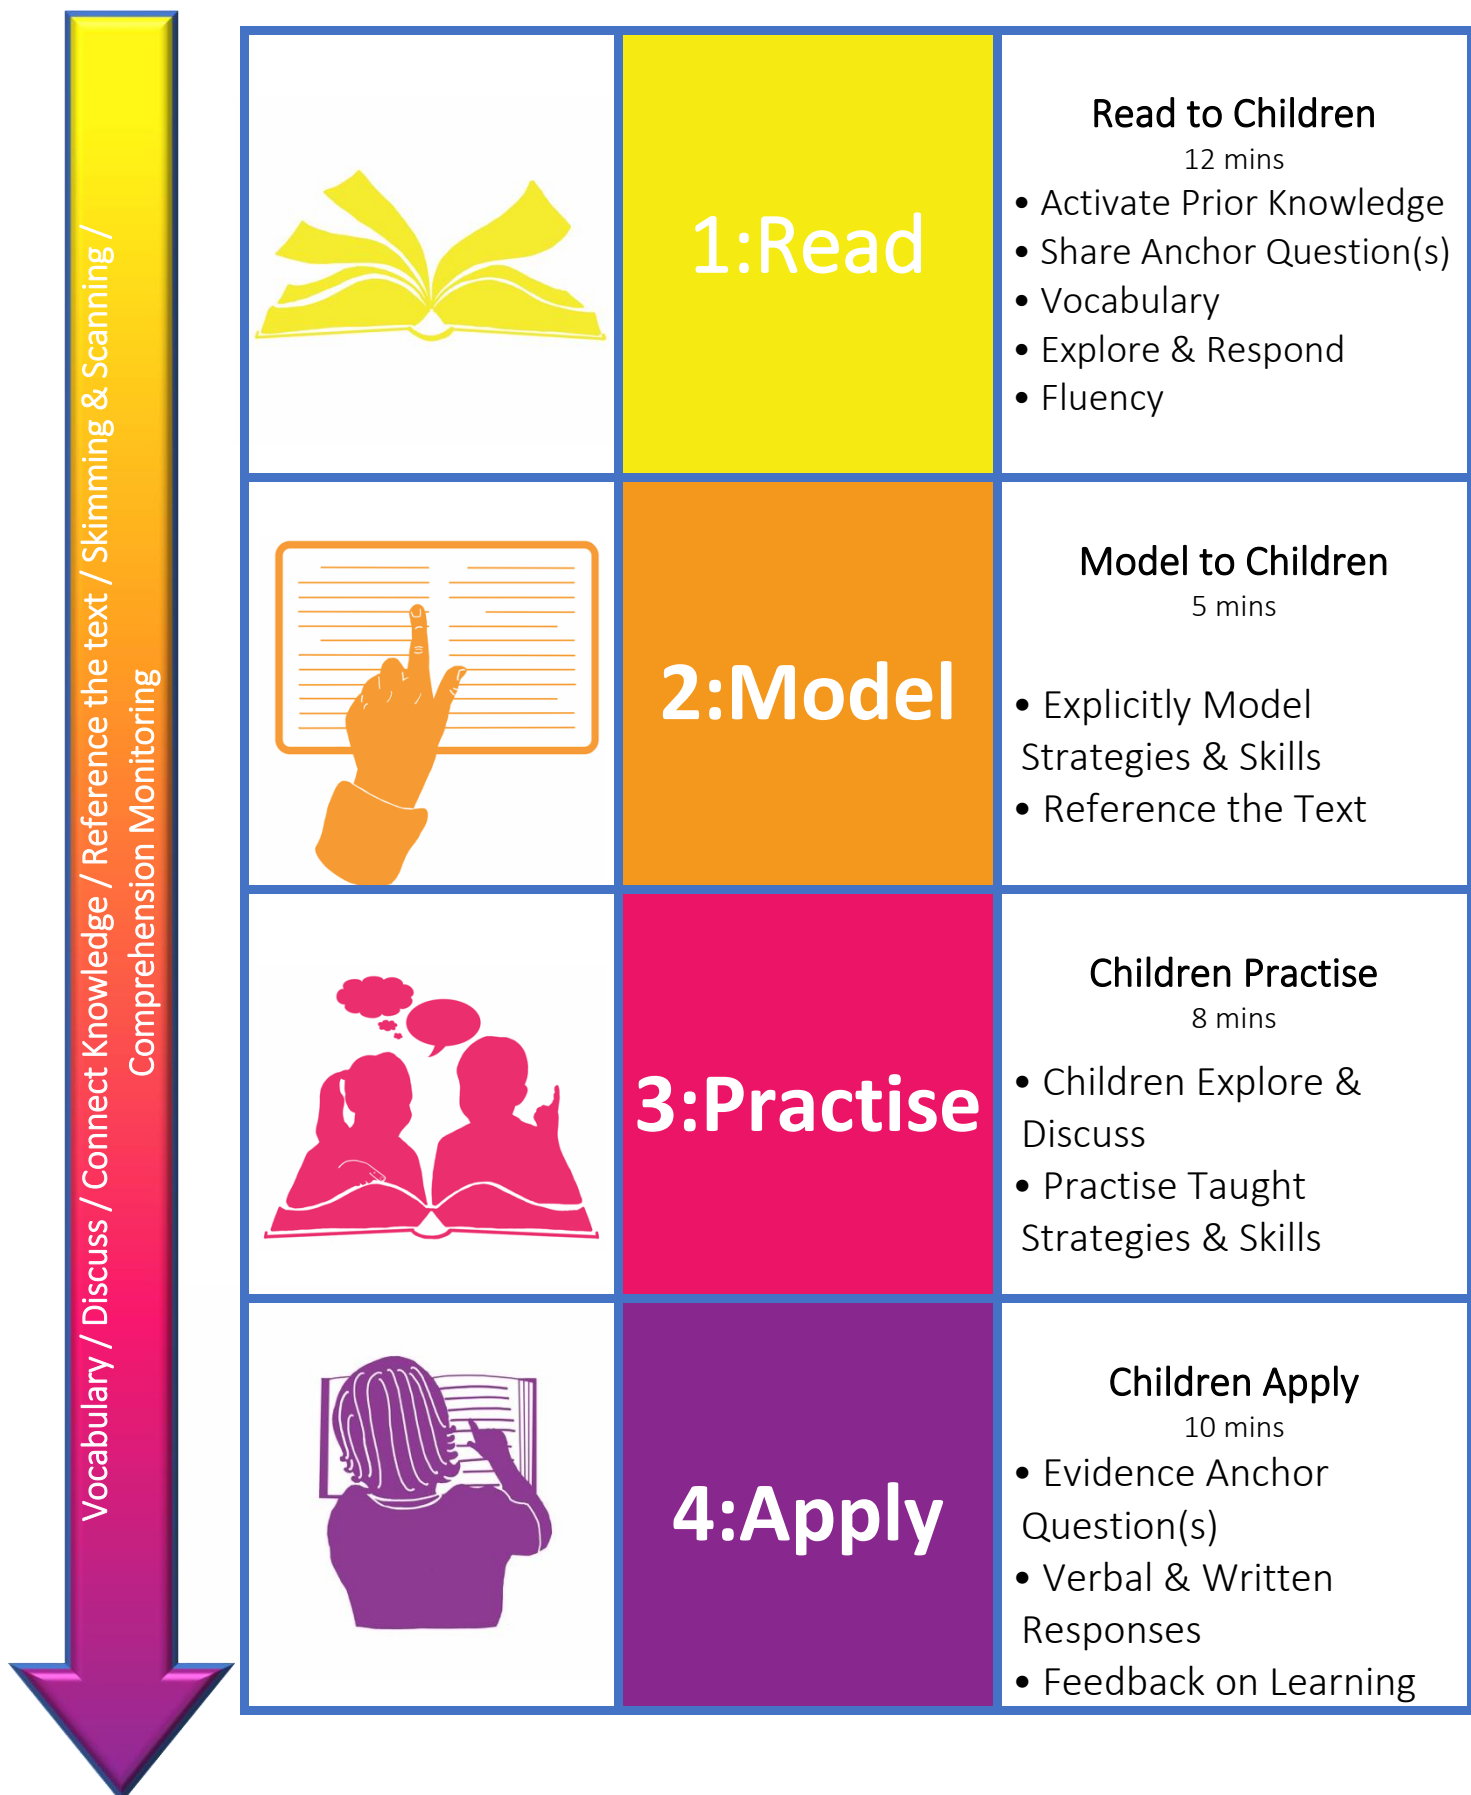 Vocabulary / Discuss / Connect Knowledge / Reference the text / Skimming & Scanning /
Comprehension Monitoring
1:Read
Read to Children
12 mins
• Activate Prior Knowledge
• Share Anchor Question(s)
• Vocabulary
• Explore & Respond
• Fluency
2:Model
Model to Children
5 mins
• Explicitly Model
Strategies & Skills
• Reference the Text
3:Practise
Children Practise
8 mins
• Children Explore &
Discuss
• Practise Taught
Strategies & Skills
4:Apply
Children Apply
10 mins
• Evidence Anchor
Question(s)
• Verbal & Written
Responses
• Feedback on Learning